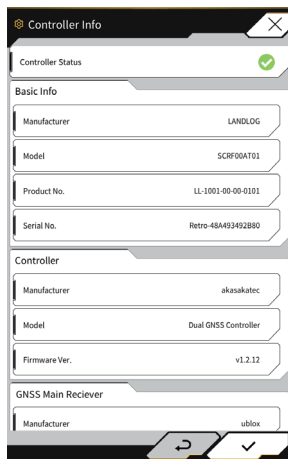 Controller Info
Controller Status
Basic Info
Manufacturer LANDLOG
Model SCRF00AT01
Product No. LL-1001-00-00-0101
Serial No. Retro-48A493492B80
Controller
Manufacturer akasakatec
Model Dual GNSS Controller
Firmware Ver. v1.2.12
GNSS Main Reciever
Manufacturer ublox